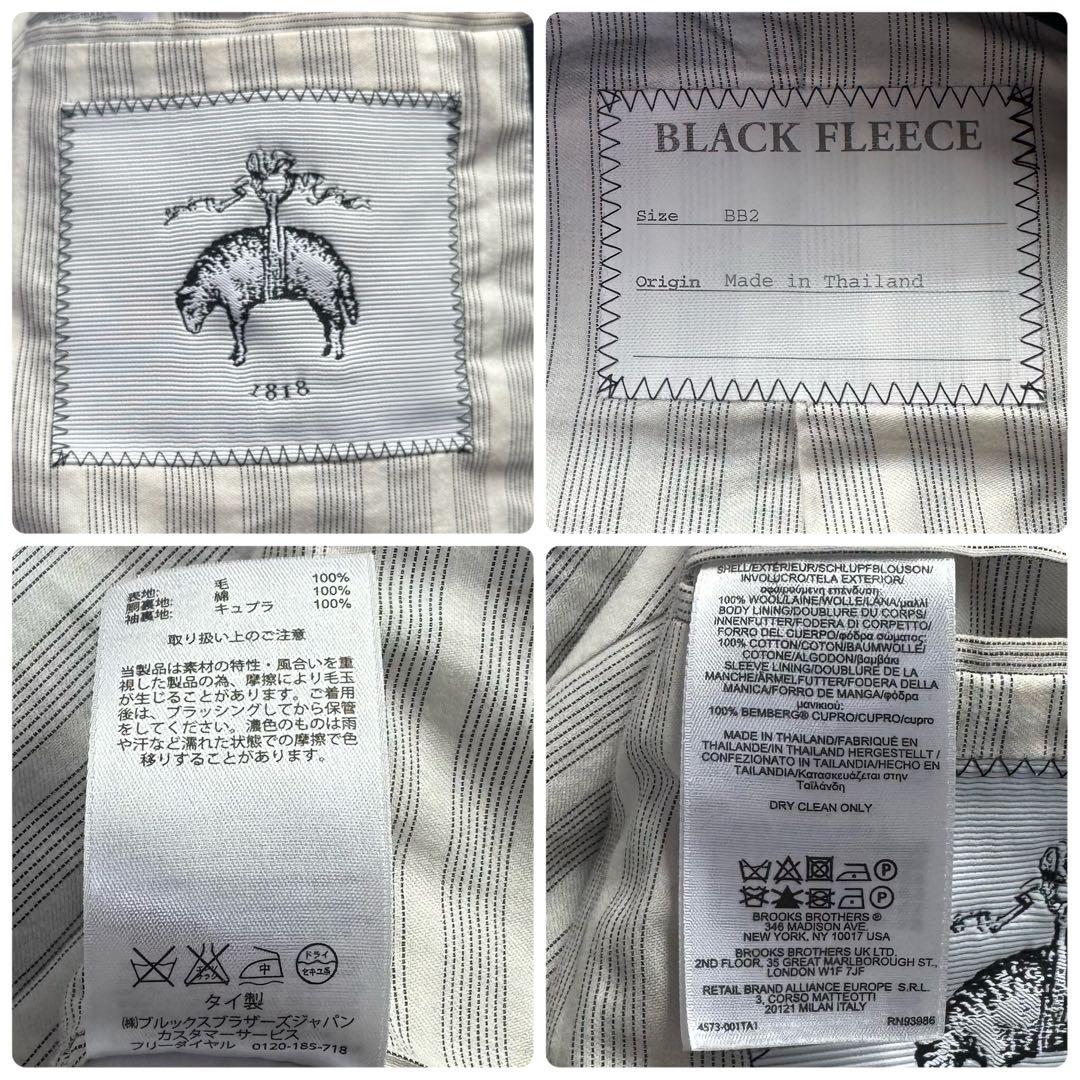 1818
BLACK FLEECE
Size BB2
Origin Made in Thailand
表地: 毛 100%
胴裏地: 綿 100%
袖裏地: キュプラ 100%
取り扱い上のご注意
当製品は素材の特性・風合いを重
視した製品の為、摩擦により毛玉
が生じることがあります。ご着用
後は、ブラッシングしてから保管
をしてください。濃色のものは雨
や汗など濡れた状態での摩擦で色
移りすることがあります。
エンソサラシ
中
ドライ
セキユ系
タイ製
㈱ブルックスブラザーズジャパン
カスタマーサービス
フリーダイヤル 0120-185-718
SHELL/EXTÉRIEUR/SCHLUPFBLOUSON/
INVOLUCRO/TELA EXTERIOR/
σφαιρούμενη επένδυση:
100% WOOL/LAINE/WOLLE/LANA/μαλλί
BODY LINING/DOUBLURE DU CORPS/
INNENFUTTER/FODERA DI CORPETTO/
FORRO DEL CUERPO/φόδρα σώματος:
100% COTTON/COTON/BAUMWOLLE/
COTONE/ALGODON/βαμβάκι
SLEEVE LINING/DOUBLURE DE LA
MANCHE/ÄRMELFUTTER/FODERA DELLA
MANICA/FORRO DE MANGA/φόδρα
μανικιού:
100% BEMBERG® CUPRO/CUPRO/cupro
MADE IN THAILAND/FABRIQUÉ EN
THAILANDE/IN THAILAND HERGESTELLT/
CONFEZIONATO IN TAILANDIA/HECHO EN
TAILANDIA/Κατασκευάζεται στην
Ταϊλάνδη
DRY CLEAN ONLY
P
P
BROOKS BROTHERS ®
346 MADISON AVE.
NEW YORK, NY 10017 USA
BROOKS BROTHERS UK LTD.
2ND FLOOR, 35 GREAT MARLBOROUGH ST.,
LONDON W1F 7JF
RETAIL BRAND ALLIANCE EUROPE S.R.L.
3, CORSO MATTEOTTI
20121 MILAN ITALY
4573-001TA1 RN93986